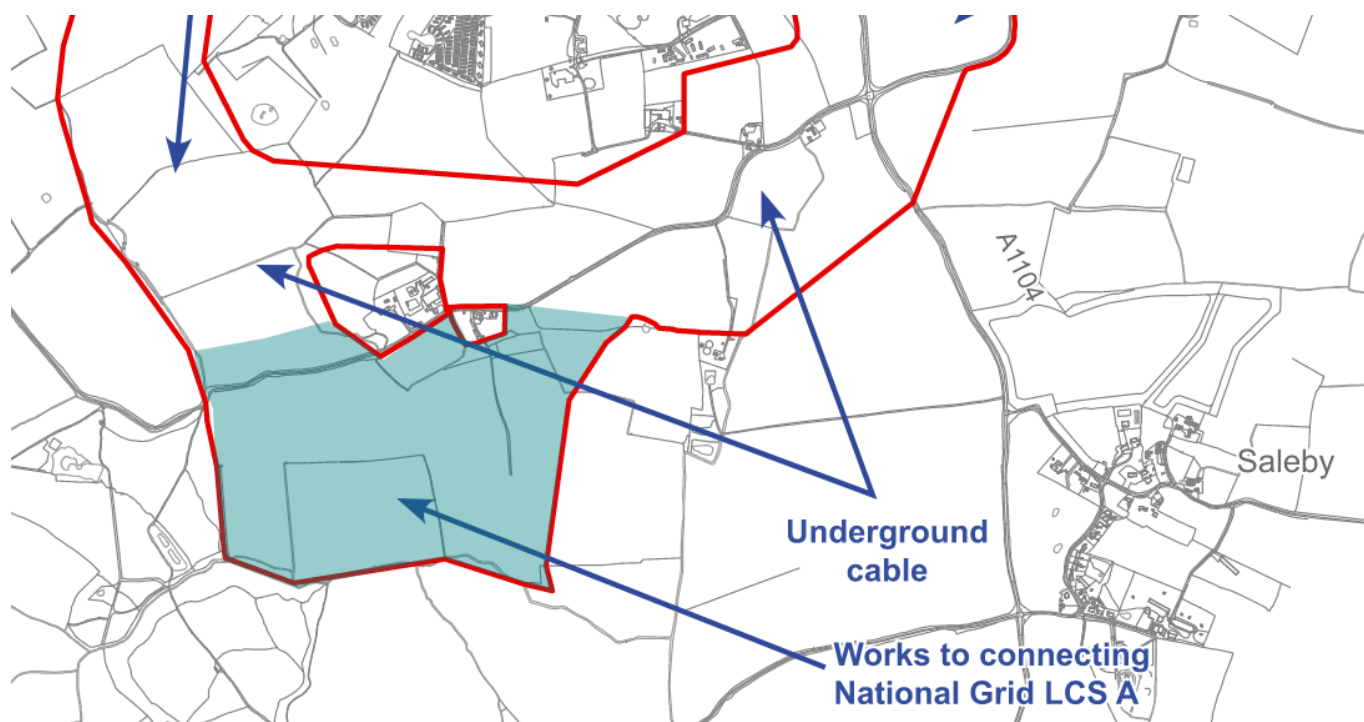 A1104
Saleby
Underground
cable
Works to connecting
National Grid LCS A